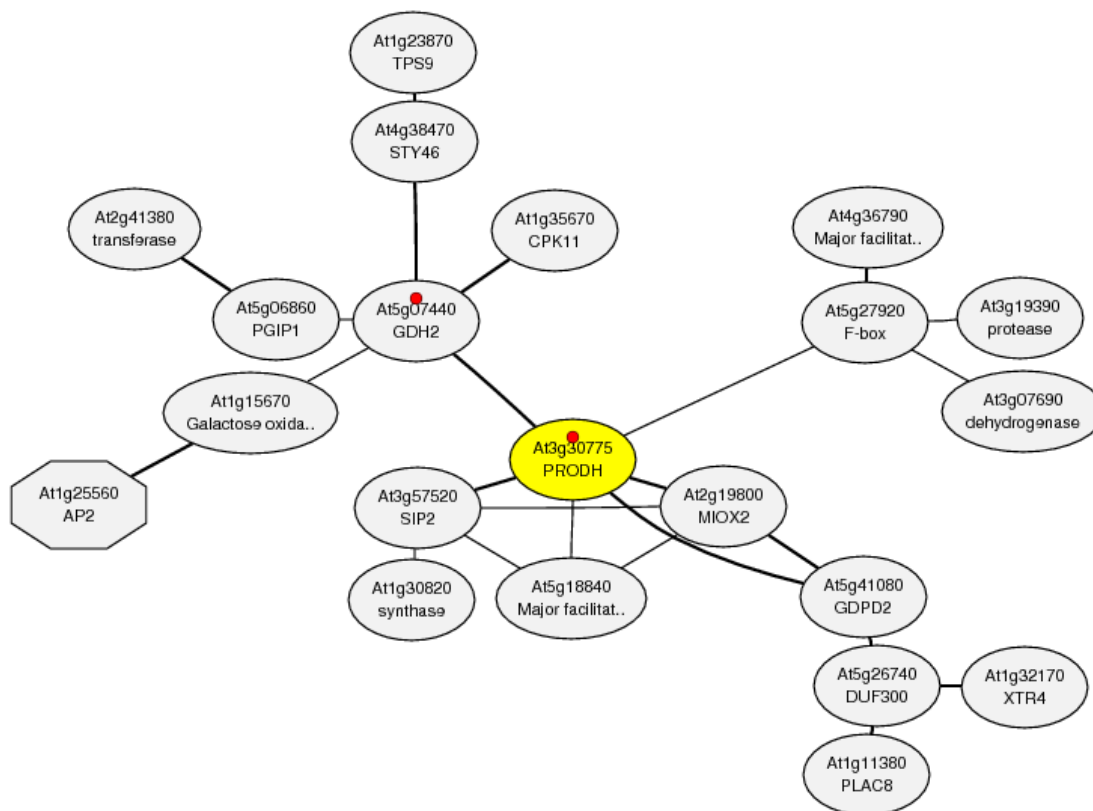 At1g23870
TPS9
At4g38470
STY46
At2g41380
transferase
At1g35670
CPK11
At4g36790
Major facilitat..
At5g06860
PGIP1
At5g07440
GDH2
At5g27920
F-box
At3g19390
protease
At1g15670
Galactose oxida..
At3g07690
dehydrogenase
At3g30775
PRODH
At1g25560
AP2
At3g57520
SIP2
At2g19800
MIOX2
At1g30820
synthase
At5g18840
Major facilitat..
At5g41080
GDPD2
At5g26740
DUF300
At1g32170
XTR4
At1g11380
PLAC8